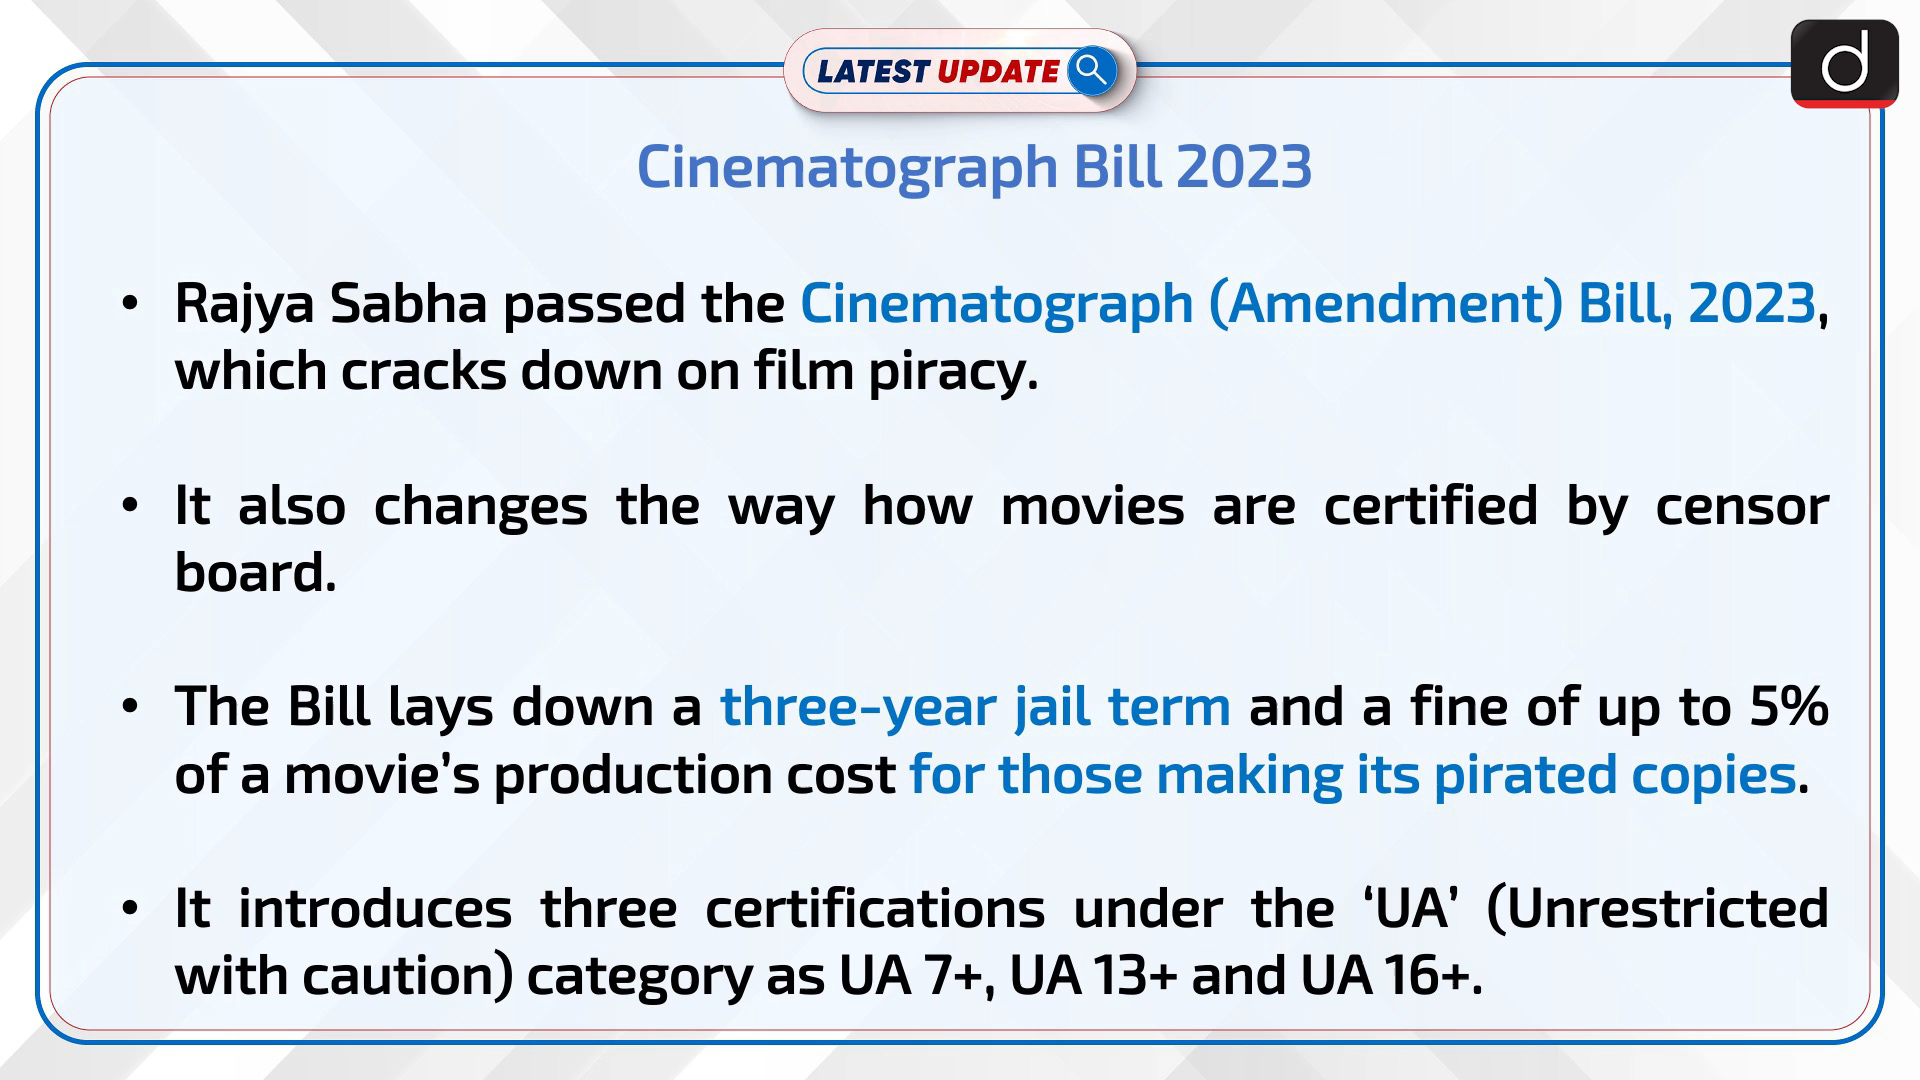 LATEST UPDATE
d
Cinematograph Bill 2023
• Rajya Sabha passed the Cinematograph (Amendment) Bill, 2023,
which cracks down on film piracy.
• It also changes the way how movies are certified by censor
board.
• The Bill lays down a three-year jail term and a fine of up to 5%
of a movie’s production cost for those making its pirated copies.
• It introduces three certifications under the ‘UA’ (Unrestricted
with caution) category as UA 7+, UA 13+ and UA 16+.